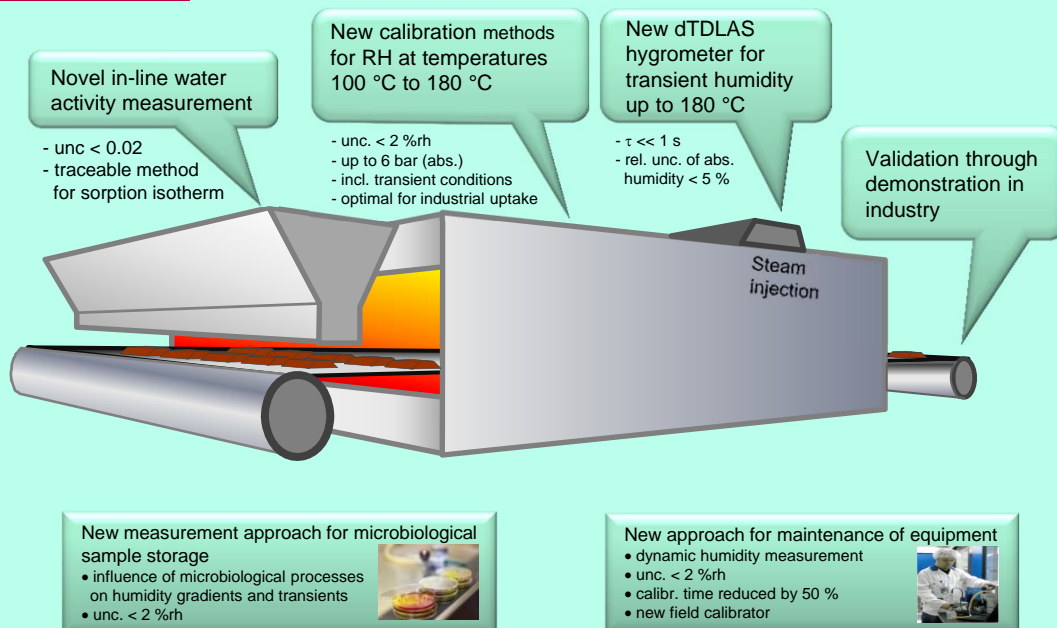 Novel in-line water
activity measurement
- unc < 0.02
- traceable method
for sorption isotherm
New calibration methods
for RH at temperatures
100 °C to 180 °C
- unc. < 2 %rh
- up to 6 bar (abs.)
- incl. transient conditions
- optimal for industrial uptake
New dTDLAS
hygrometer for
transient humidity
up to 180 °C
- τ << 1 s
- rel. unc. of abs.
humidity < 5 %
Validation through
demonstration in
industry
Steam
injection
New measurement approach for microbiological
sample storage
• influence of microbiological processes
on humidity gradients and transients
• unc. < 2 %rh
New approach for maintenance of equipment
• dynamic humidity measurement
• unc. < 2 %rh
• calibr. time reduced by 50 %
• new field calibrator